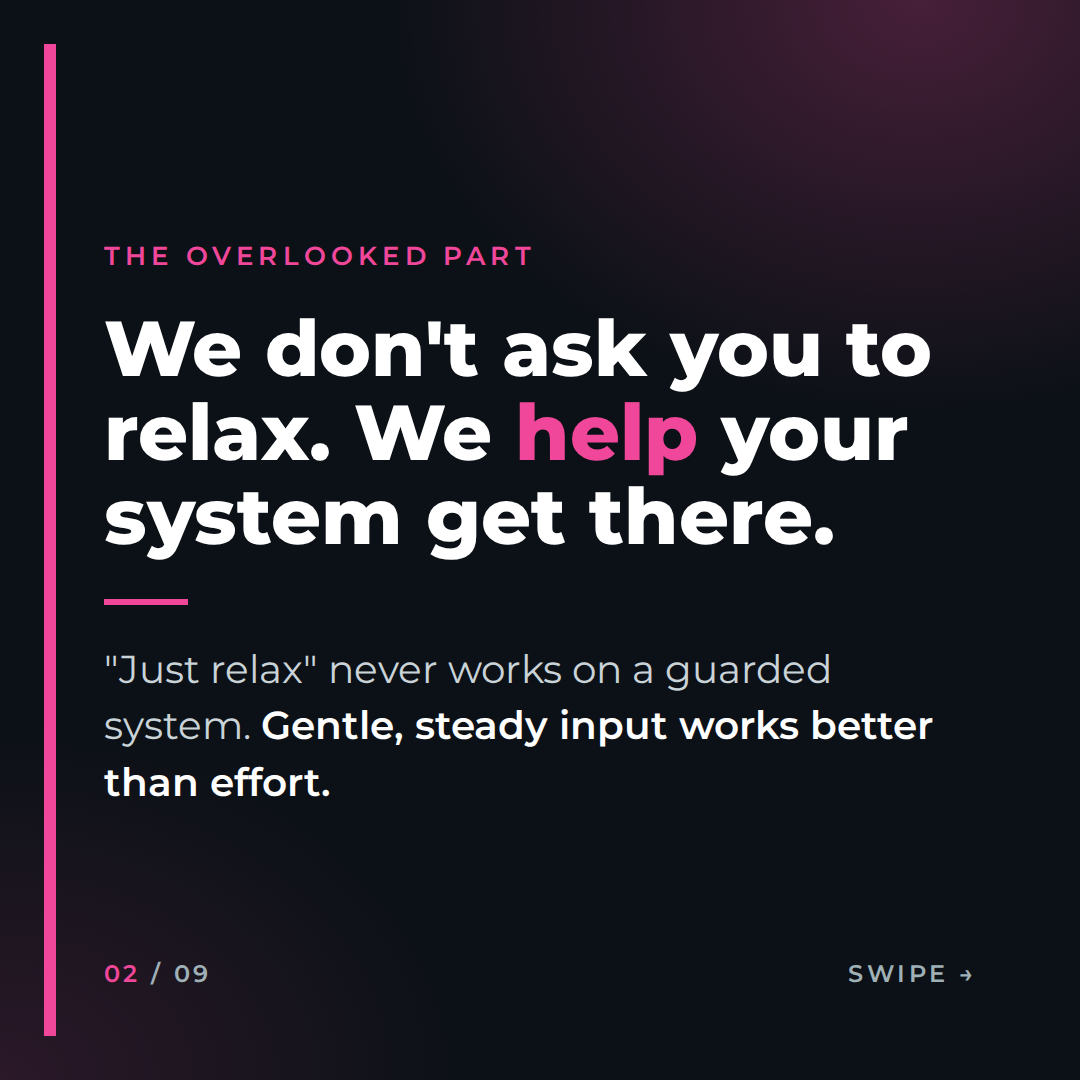 THE OVERLOOKED PART
We don't ask you to
relax. We help your
system get there.
"Just relax" never works on a guarded
system. Gentle, steady input works better
than effort.
02 / 09
SWIPE →